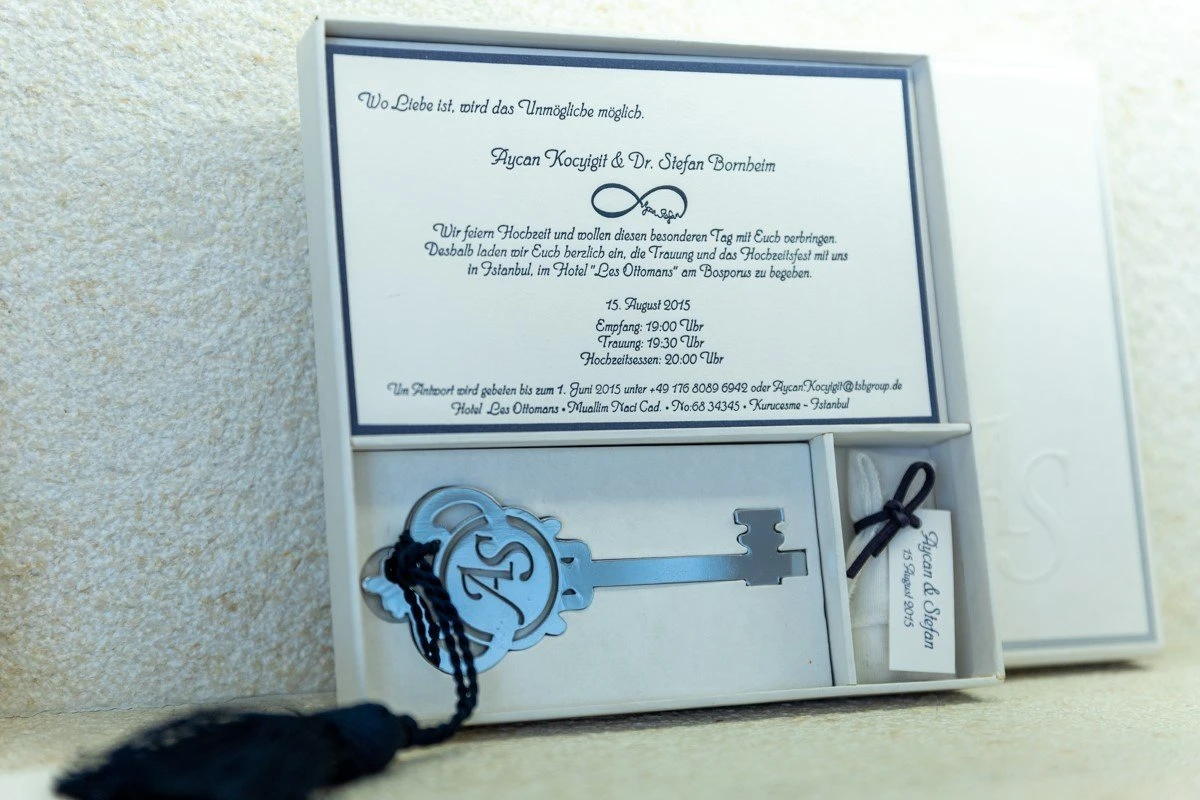 Wo Liebe ist, wird das Unmögliche möglich.
Aycan Kocyigit & Dr. Stefan Bornheim
Wir feiern Hochzeit und wollen diesen besonderen Tag mit Euch verbringen.
Deshalb laden wir Euch herzlich ein, die Trauung und das Hochzeitsfest mit uns
in Istanbul, im Hotel "Les Ottomans" am Bosporus zu begeben.
15. August 2015
Empfang: 19:00 Uhr
Trauung: 19:30 Uhr
Hochzeitsessen: 20:00 Uhr
Um Antwort wird gebeten bis zum 1. Juni 2015 unter +49 176 8089 6942 oder AycanKocyigit@tsbgroup.de
Hotel Les Ottomans • Muallim Naci Cad. • No:68 34345 • Kurucesme - Istanbul
AS
Aycan & Stefan
15 August 2015